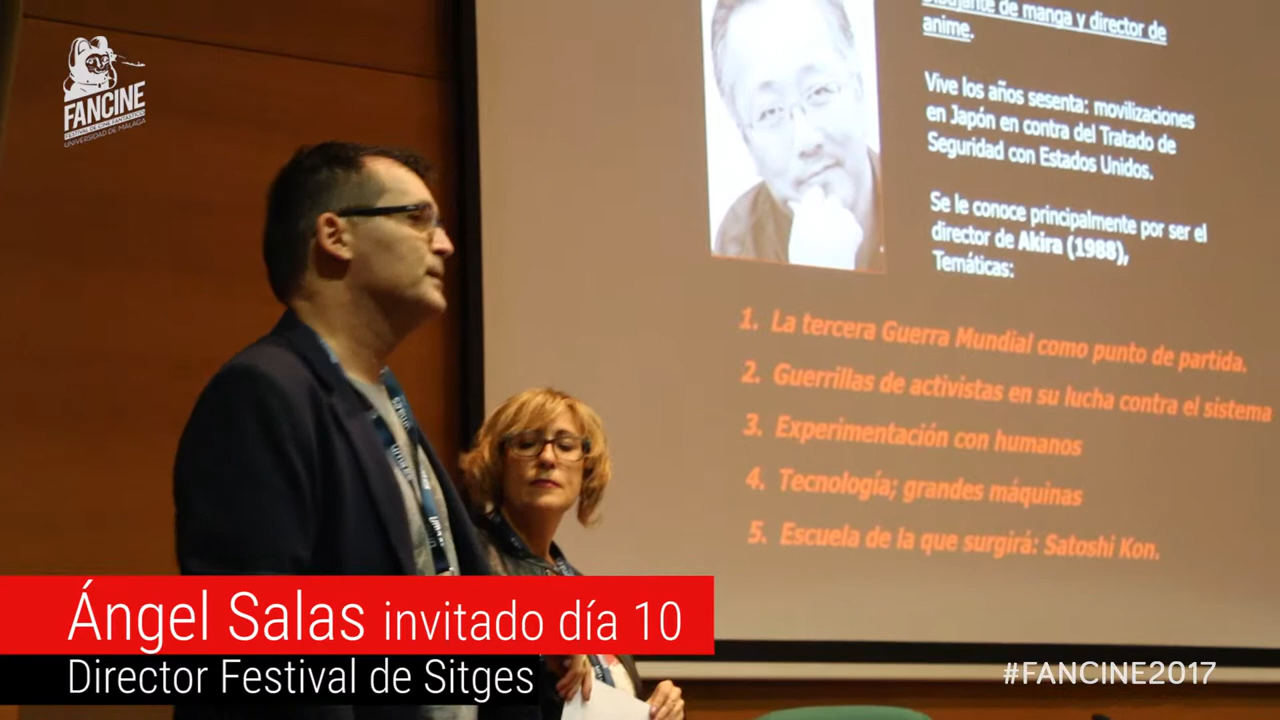 FANCINE
FESTIVAL DE CINE FANTÁSTICO
UNIVERSIDAD DE MÁLAGA
Dibujante de manga y director de
anime.
Vive los años sesenta: movilizaciones
en Japón en contra del Tratado de
Seguridad con Estados Unidos.
Se le conoce principalmente por ser el
director de Akira (1988),
Temáticas:
1. La tercera Guerra Mundial como punto de partida.
2. Guerrillas de activistas en su lucha contra el sistema
3. Experimentación con humanos
4. Tecnología; grandes máquinas
5. Escuela de la que surgirá: Satoshi Kon.
Ángel Salas invitado día 10
Director Festival de Sitges
#FANCINE2017